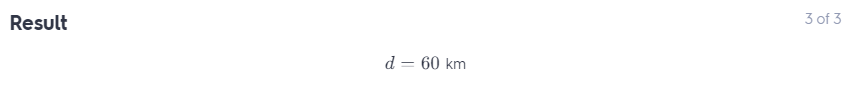 Result 3 of 3
d = 60 km